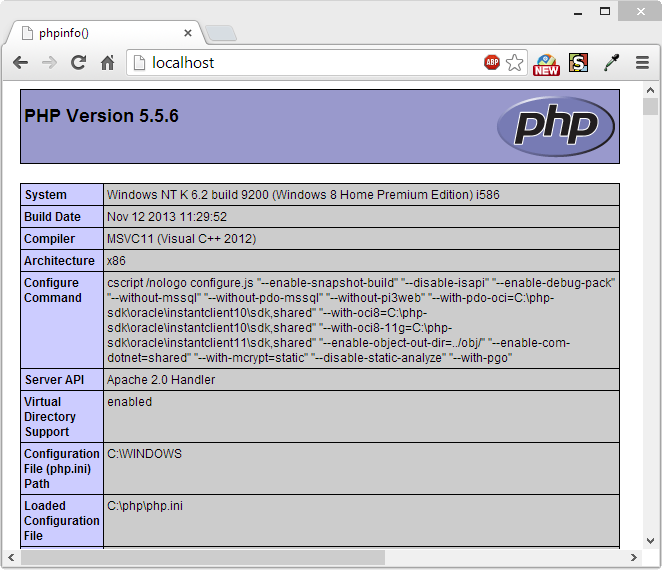 phpinfo()
localhost
ABP
NEW
S
PHP Version 5.5.6
php
System Windows NT K 6.2 build 9200 (Windows 8 Home Premium Edition) i586
Build Date Nov 12 2013 11:29:52
Compiler MSVC11 (Visual C++ 2012)
Architecture x86
Configure Command
cscript /nologo configure.js "--enable-snapshot-build" "--disable-isapi" "--enable-debug-pack"
"--without-mssql" "--without-pdo-mssql" "--without-pi3web" "--with-pdo-oci=C:\php-
sdk\oracle\instantclient10\sdk,shared" "--with-oci8=C:\php-
sdk\oracle\instantclient10\sdk,shared" "--with-oci8-11g=C:\php-
sdk\oracle\instantclient11\sdk,shared" "--enable-object-out-dir=../obj/" "--enable-com-
dotnet=shared" "--with-mcrypt=static" "--disable-static-analyze" "--with-pgo"
Server API Apache 2.0 Handler
Virtual
Directory
Support
enabled
Configuration
File (php.ini)
Path
C:\WINDOWS
Loaded
Configuration
File
C:\php\php.ini